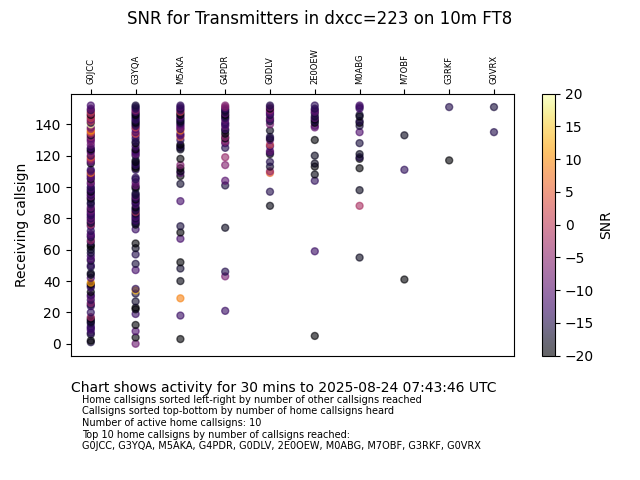 SNR for Transmitters in dxcc=223 on 10m FT8
G0JCC G3YQA M5AKA G4PDR G0DLV 2E0OEW M0ABG M7OBF G3RKF G0VRX
140
120
100
80
60
40
20
0
Receiving callsign
20
15
10
5
0
−5
−10
−15
−20
SNR
Chart shows activity for 30 mins to 2025-08-24 07:43:46 UTC
Home callsigns sorted left-right by number of other callsigns reached
Callsigns sorted top-bottom by number of home callsigns heard
Number of active home callsigns: 10
Top 10 home callsigns by number of callsigns reached:
G0JCC, G3YQA, M5AKA, G4PDR, G0DLV, 2E0OEW, M0ABG, M7OBF, G3RKF, G0VRX